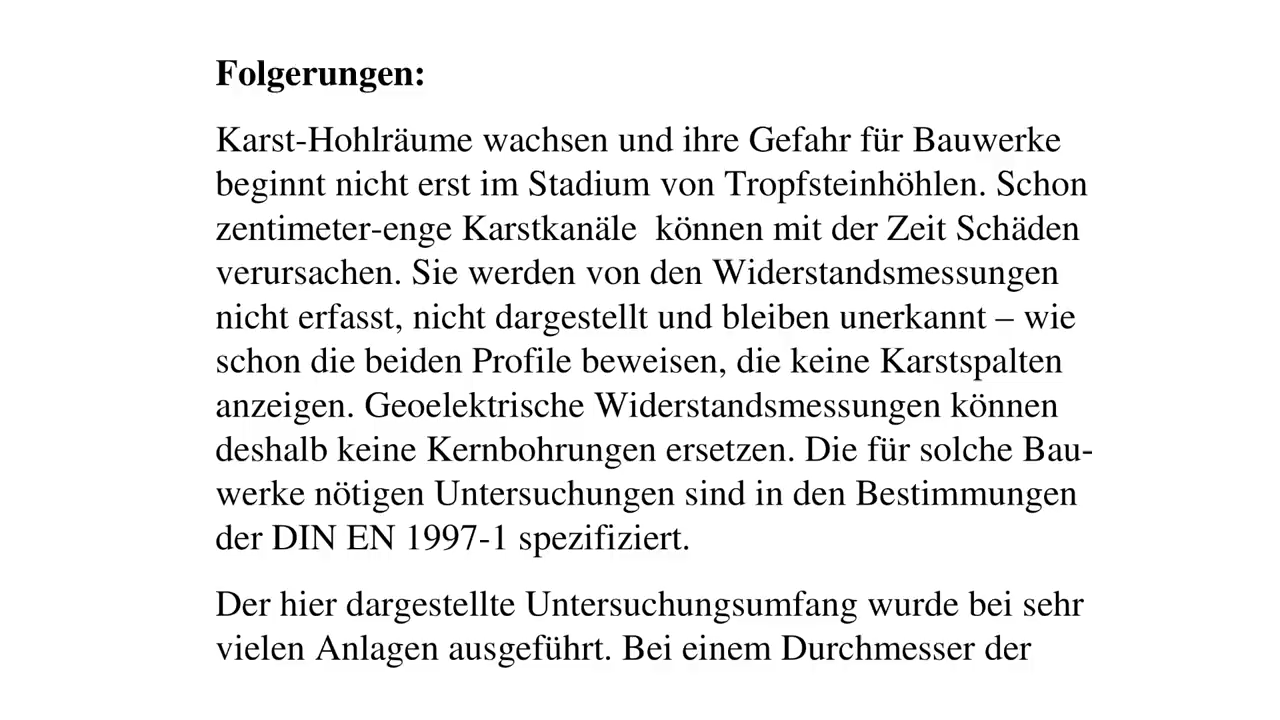 Folgerungen:
Karst-Hohlräume wachsen und ihre Gefahr für Bauwerke
beginnt nicht erst im Stadium von Tropfsteinhöhlen. Schon
zentimeter-enge Karstkanäle  können mit der Zeit Schäden
verursachen. Sie werden von den Widerstandsmessungen
nicht erfasst, nicht dargestellt und bleiben unerkannt – wie
schon die beiden Profile beweisen, die keine Karstspalten
anzeigen. Geoelektrische Widerstandsmessungen können
deshalb keine Kernbohrungen ersetzen. Die für solche Bau-
werke nötigen Untersuchungen sind in den Bestimmungen
der DIN EN 1997-1 spezifiziert.
Der hier dargestellte Untersuchungsumfang wurde bei sehr
vielen Anlagen ausgeführt. Bei einem Durchmesser der